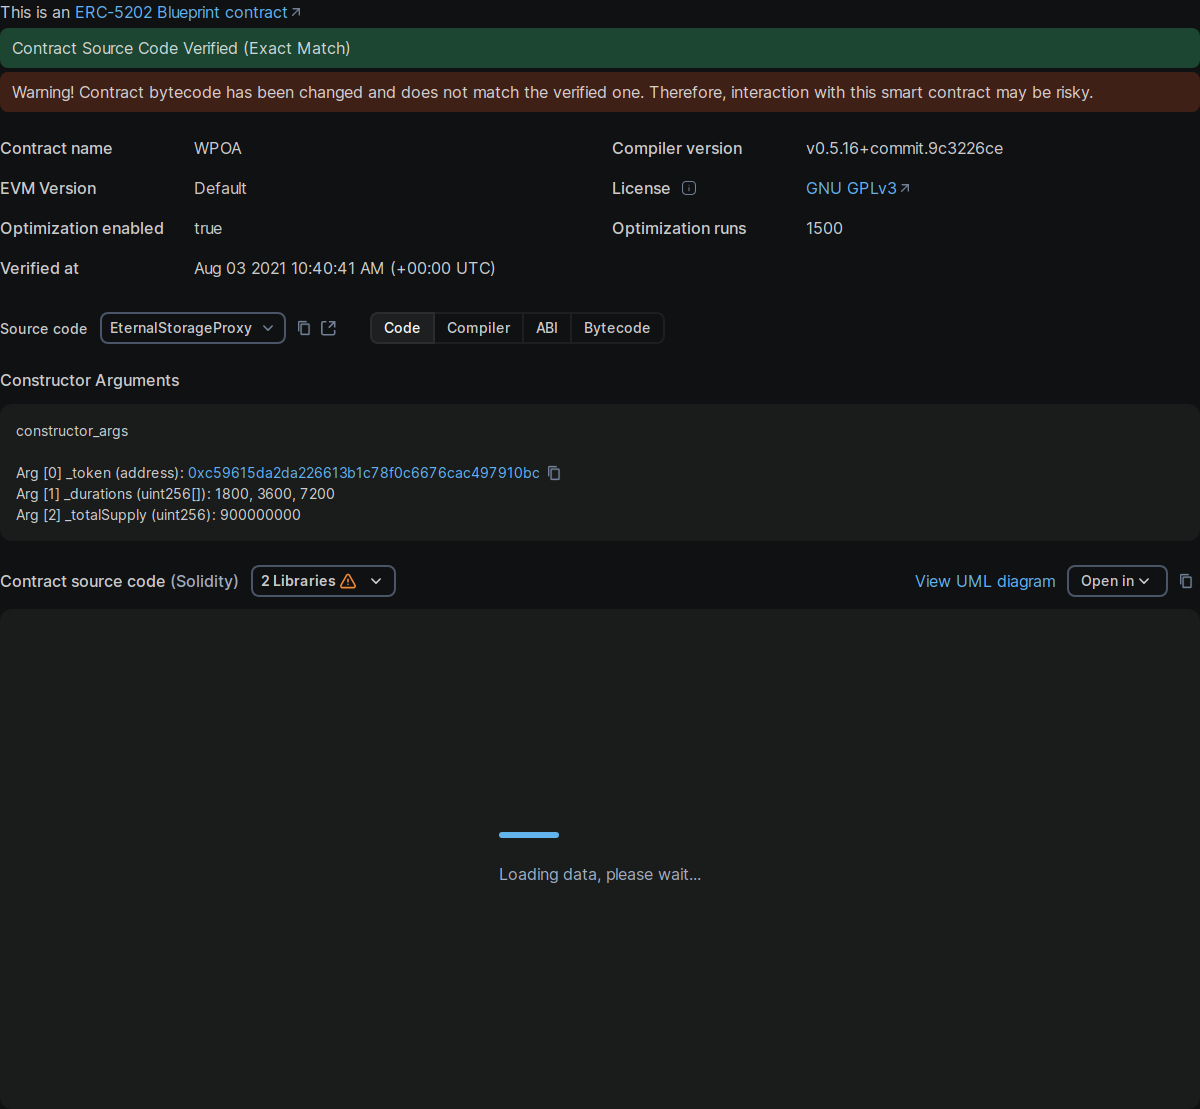 This is an ERC-5202 Blueprint contract
Contract Source Code Verified (Exact Match)
Warning! Contract bytecode has been changed and does not match the verified one. Therefore, interaction with this smart contract may be risky.
Contract name WPOA Compiler version v0.5.16+commit.9c3226ce
EVM Version Default License GNU GPLv3
Optimization enabled true Optimization runs 1500
Verified at Aug 03 2021 10:40:41 AM (+00:00 UTC)
Source code EternalStorageProxy Code Compiler ABI Bytecode
Constructor Arguments
constructor_args
Arg [0] _token (address): 0xc59615da2da226613b1c78f0c6676cac497910bc
Arg [1] _durations (uint256[]): 1800, 3600, 7200
Arg [2] _totalSupply (uint256): 900000000
Contract source code (Solidity) 2 Libraries View UML diagram Open in
Loading data, please wait...